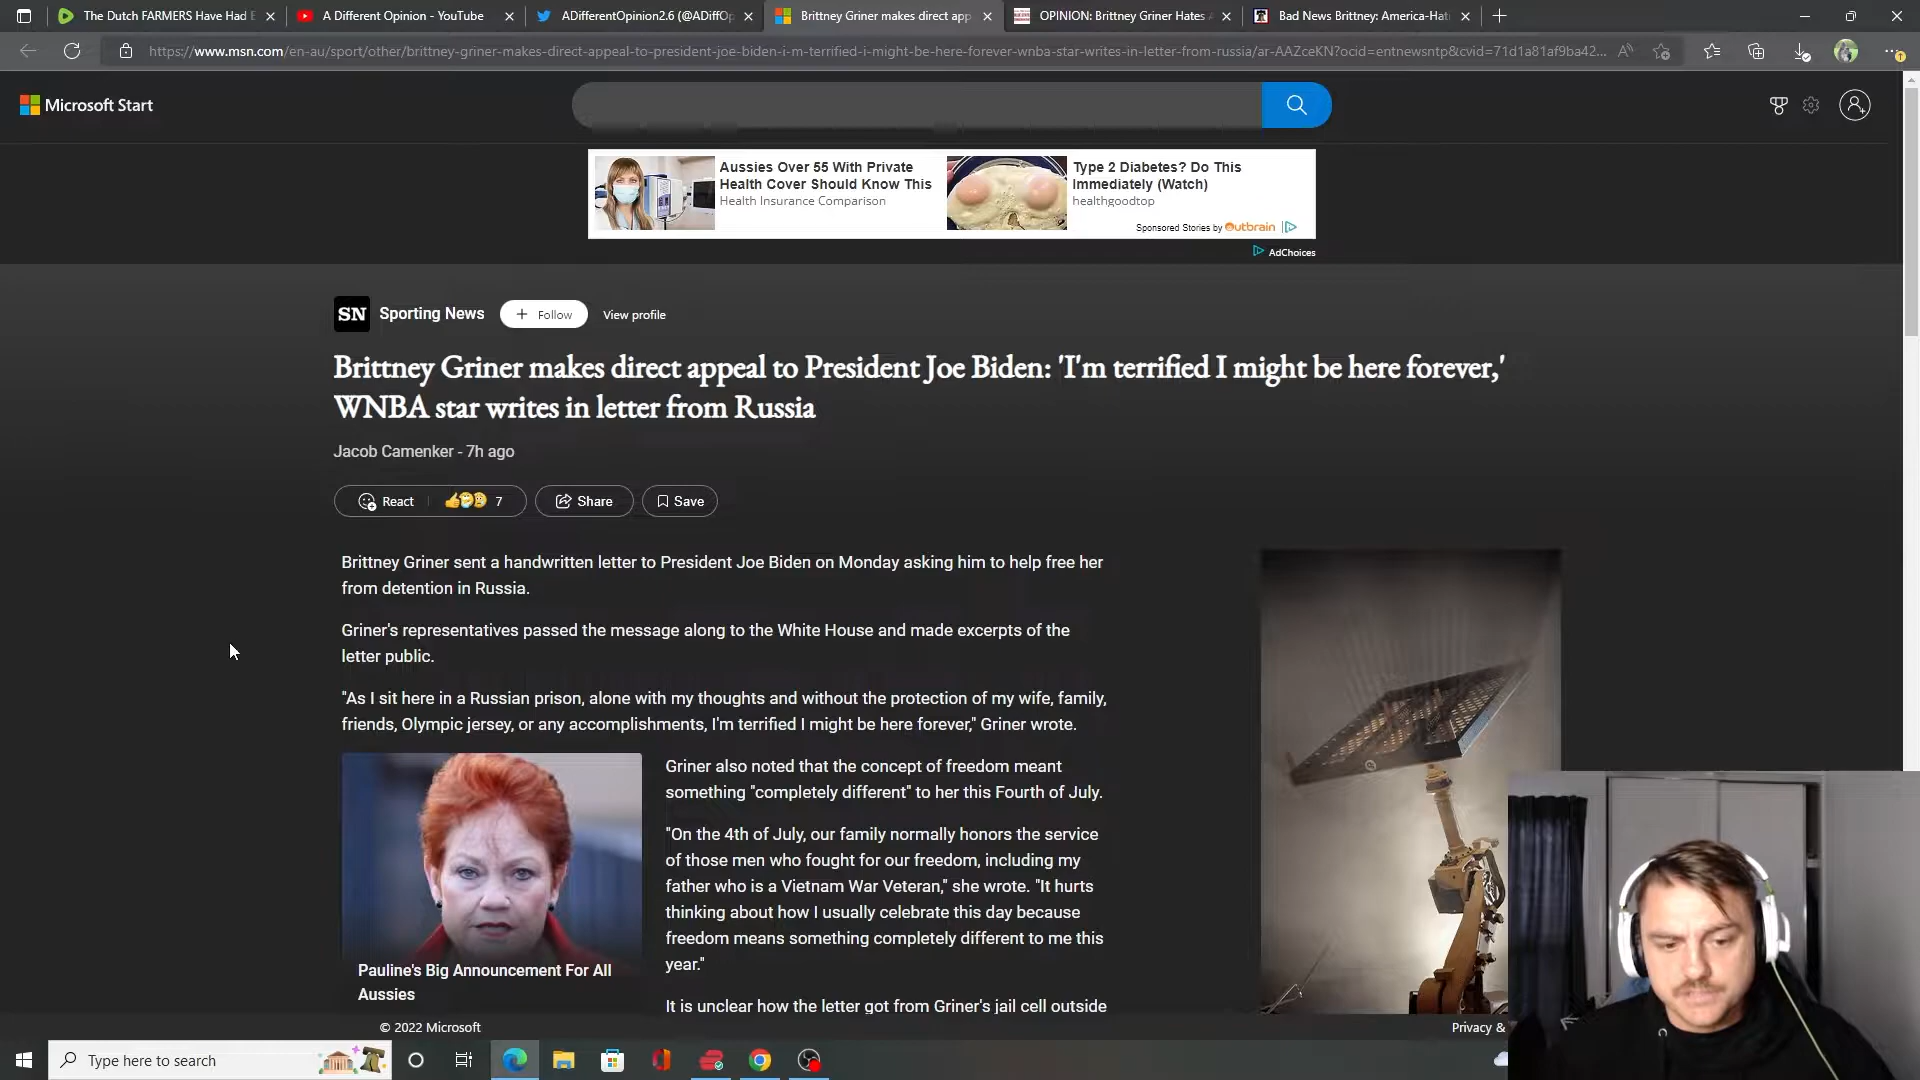 The Dutch FARMERS Have Had E
A Different Opinion - YouTube
ADifferentOpinion2.6 (@ADiffOp
Brittney Griner makes direct app
OPINION: Brittney Griner Hates A
Bad News Brittney: America-Hat
https://www.msn.com/en-au/sport/other/brittney-griner-makes-direct-appeal-to-president-joe-biden-i-m-terrified-i-might-be-here-forever-wnba-star-writes-in-letter-from-russia/ar-AAZceKN?ocid=entnewsntp&cvid=71d1a81af9ba42...
Microsoft Start
Aussies Over 55 With Private
Health Cover Should Know This
Health Insurance Comparison
Type 2 Diabetes? Do This
Immediately (Watch)
healthgoodtop
Sponsored Stories by Outbrain
AdChoices
SN Sporting News + Follow View profile
Brittney Griner makes direct appeal to President Joe Biden: 'I'm terrified I might be here forever,'
WNBA star writes in letter from Russia
Jacob Camenker - 7h ago
React 7 Share Save
Brittney Griner sent a handwritten letter to President Joe Biden on Monday asking him to help free her
from detention in Russia.
Griner's representatives passed the message along to the White House and made excerpts of the
letter public.
"As I sit here in a Russian prison, alone with my thoughts and without the protection of my wife, family,
friends, Olympic jersey, or any accomplishments, I'm terrified I might be here forever," Griner wrote.
Pauline's Big Announcement For All
Aussies
Griner also noted that the concept of freedom meant
something "completely different" to her this Fourth of July.
"On the 4th of July, our family normally honors the service
of those men who fought for our freedom, including my
father who is a Vietnam War Veteran," she wrote. "It hurts
thinking about how I usually celebrate this day because
freedom means something completely different to me this
year."
It is unclear how the letter got from Griner's jail cell outside
© 2022 Microsoft
Privacy &
Type here to search